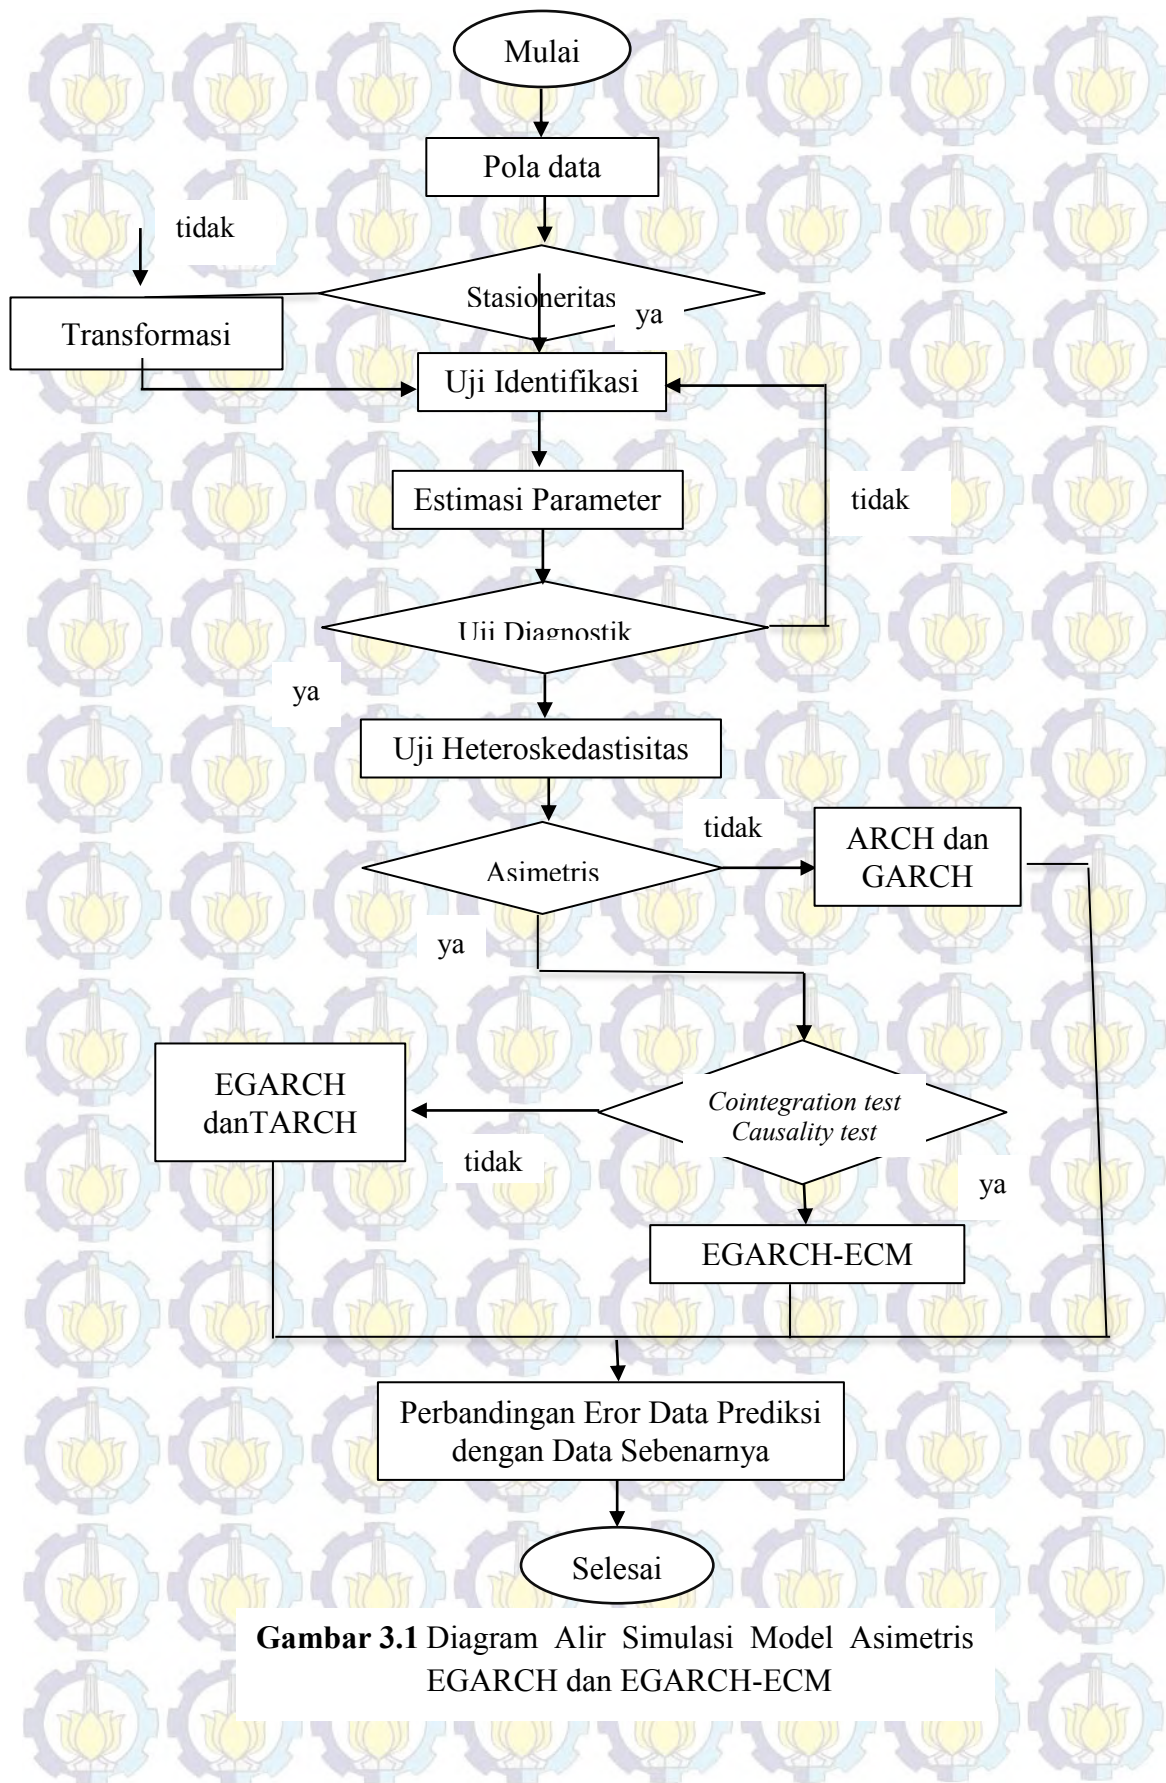 Mulai
Pola data
tidak
Stasioneritas
ya
Transformasi
Uji Identifikasi
Estimasi Parameter
tidak
Uji Diagnostik
ya
Uji Heteroskedastisitas
tidak
ARCH dan
GARCH
Asimetris
ya
EGARCH
danTARCH
Cointegration test
Causality test
tidak
ya
EGARCH-ECM
Perbandingan Eror Data Prediksi
dengan Data Sebenarnya
Selesai
Gambar 3.1 Diagram Alir Simulasi Model Asimetris
EGARCH dan EGARCH-ECM